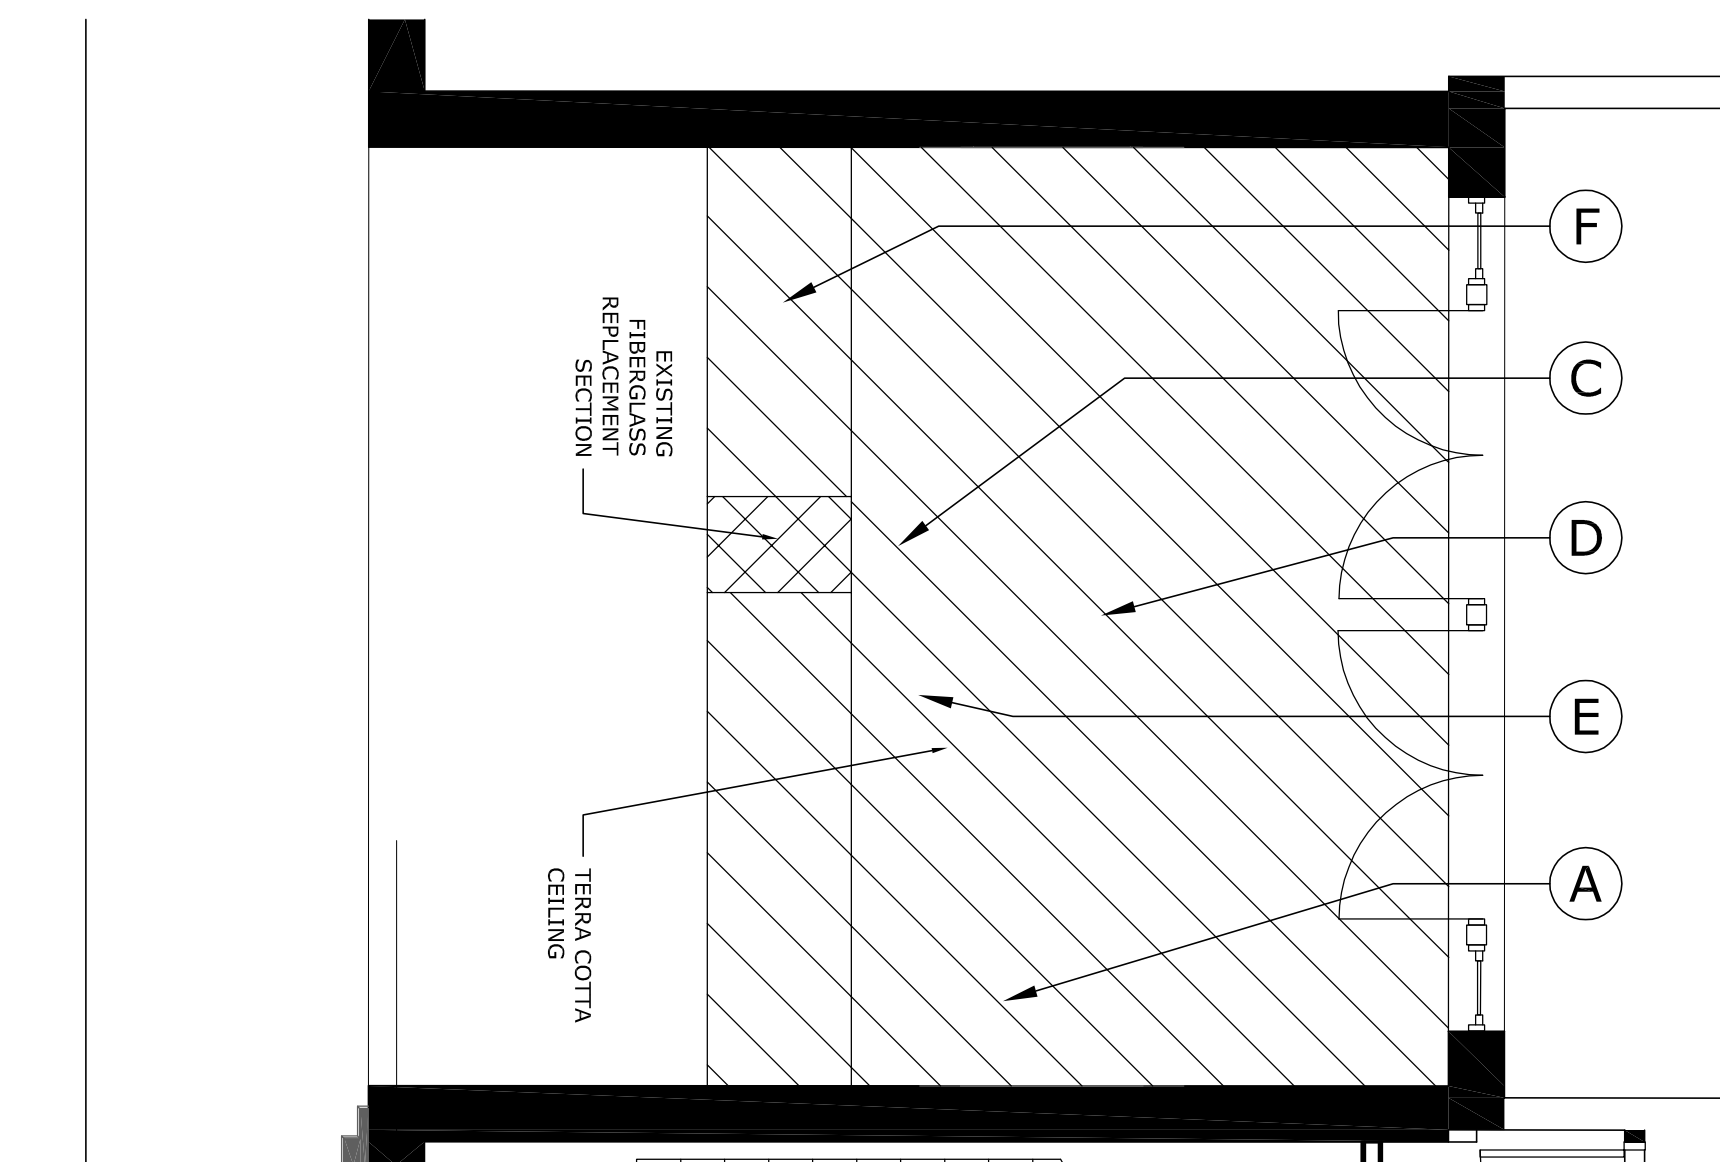 F
C
D
E
A
EXISTING
FIBERGLASS
REPLACEMENT
SECTION
TERRA COTTA
CEILING